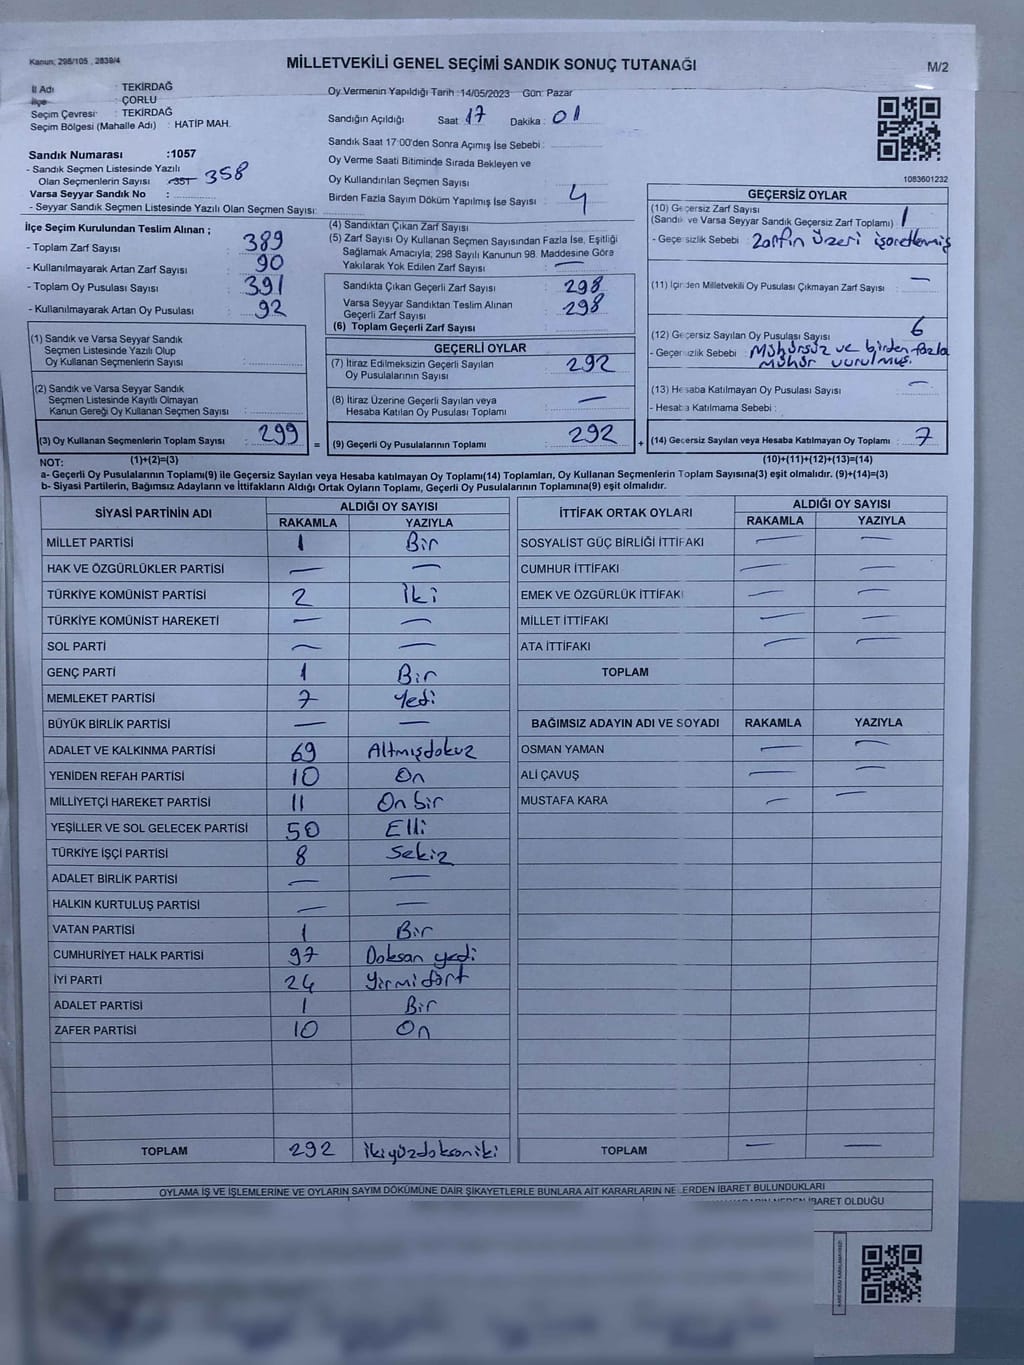 Kanun; 298/105 , 2839/4
MİLLETVEKİLİ GENEL SEÇİMİ SANDIK SONUÇ TUTANAĞI
M/2
İl Adı : TEKİRDAĞ
İlçe : ÇORLU
Seçim Çevresi : TEKİRDAĞ
Seçim Bölgesi (Mahalle Adı) : HATİP MAH.
Oy Vermenin Yapıldığı Tarih :14/05/2023 Gün: Pazar
Sandığın Açıldığı Saat : 17 Dakika : 01
Sandık Saat 17:00'den Sonra Açımış İse Sebebi :
Oy Verme Saati Bitiminde Sırada Bekleyen ve
Oy Kullandırılan Seçmen Sayısı
Birden Fazla Sayım Döküm Yapılmış İse Sayısı : 4
1083601232
Sandık Numarası :1057
- Sandık Seçmen Listesinde Yazılı
Olan Seçmenlerin Sayısı : 351 358
Varsa Seyyar Sandık No :
- Seyyar Sandık Seçmen Listesinde Yazılı Olan Seçmen Sayısı:
İlçe Seçim Kurulundan Teslim Alınan ;
- Toplam Zarf Sayısı : 389
- Kullanılmayarak Artan Zarf Sayısı : 90
- Toplam Oy Pusulası Sayısı : 391
- Kullanılmayarak Artan Oy Pusulası : 92
(1) Sandık ve Varsa Seyyar Sandık
Seçmen Listesinde Yazılı Olup
Oy Kullanan Seçmenlerin Sayısı :
(2) Sandık ve Varsa Seyyar Sandık
Seçmen Listesinde Kayıtlı Olmayan
Kanun Gereği Oy Kullanan Seçmen Sayısı :
(3) Oy Kullanan Seçmenlerin Toplam Sayısı : 299
(4) Sandıktan Çıkan Zarf Sayısı :
(5) Zarf Sayısı Oy Kullanan Seçmen Sayısından Fazla İse, Eşitliği
Sağlamak Amacıyla; 298 Sayılı Kanunun 98. Maddesine Göre
Yakılarak Yok Edilen Zarf Sayısı : —
Sandıkta Çıkan Geçerli Zarf Sayısı : 298
Varsa Seyyar Sandıktan Teslim Alınan
Geçerli Zarf Sayısı : 298
(6) Toplam Geçerli Zarf Sayısı :
GEÇERLİ OYLAR
(7) İtiraz Edilmeksizin Geçerli Sayılan
Oy Pusulalarının Sayısı : 292
(8) İtiraz Üzerine Geçerli Sayılan veya
Hesaba Katılan Oy Pusulası Toplamı : —
= (9) Geçerli Oy Pusulalarının Toplamı : 292 +
GEÇERSİZ OYLAR
(10) Geçersiz Zarf Sayısı
(Sandık ve Varsa Seyyar Sandık Geçersiz Zarf Toplamı) : 1
- Geçersizlik Sebebi : Zarfın Üzeri işaretlenmiş
(11) İçinden Milletvekili Oy Pusulası Çıkmayan Zarf Sayısı : —
(12) Geçersiz Sayılan Oy Pusulası Sayısı : 6
- Geçersizlik Sebebi : Mühürsüz ve birden fazla
mühür vurulmuş.
(13) Hesaba Katılmayan Oy Pusulası Sayısı : —
- Hesaba Katılmama Sebebi :
(14) Gecersiz Sayılan veya Hesaba Katılmayan Oy Toplamı : 7
NOT: (1)+(2)=(3)
(10)+(11)+(12)+(13)=(14)
a- Geçerli Oy Pusulalarının Toplamı(9) ile Geçersiz Sayılan veya Hesaba katılmayan Oy Toplamı(14) Toplamları, Oy Kullanan Seçmenlerin Toplam Sayısına(3) eşit olmalıdır. (9)+(14)=(3)
b- Siyasi Partilerin, Bağımsız Adayların ve İttifakların Aldığı Ortak Oyların Toplamı, Geçerli Oy Pusulalarının Toplamına(9) eşit olmalıdır.
SİYASİ PARTİNİN ADI ALDIĞI OY SAYISI
RAKAMLA YAZIYLA
MİLLET PARTİSİ 1 Bir
HAK VE ÖZGÜRLÜKLER PARTİSİ — —
TÜRKİYE KOMÜNİST PARTİSİ 2 İki
TÜRKİYE KOMÜNİST HAREKETİ — —
SOL PARTİ — —
GENÇ PARTİ 1 Bir
MEMLEKET PARTİSİ 7 Yedi
BÜYÜK BİRLİK PARTİSİ — —
ADALET VE KALKINMA PARTİSİ 69 Altmışdokuz
YENİDEN REFAH PARTİSİ 10 On
MİLLİYETÇİ HAREKET PARTİSİ 11 On bir
YEŞİLLER VE SOL GELECEK PARTİSİ 50 Elli
TÜRKİYE İŞÇİ PARTİSİ 8 Sekiz
ADALET BİRLİK PARTİSİ — —
HALKIN KURTULUŞ PARTİSİ — —
VATAN PARTİSİ 1 Bir
CUMHURİYET HALK PARTİSİ 97 Doksan yedi
İYİ PARTİ 24 Yirmi dört
ADALET PARTİSİ 1 Bir
ZAFER PARTİSİ 10 On
TOPLAM 292 ikiyüzdoksaniki
İTTİFAK ORTAK OYLARI ALDIĞI OY SAYISI
RAKAMLA YAZIYLA
SOSYALİST GÜÇ BİRLİĞİ İTTİFAKI — —
CUMHUR İTTİFAKI — —
EMEK VE ÖZGÜRLÜK İTTİFAKI — —
MİLLET İTTİFAKI — —
ATA İTTİFAKI — —
TOPLAM
BAĞIMSIZ ADAYIN ADI VE SOYADI RAKAMLA YAZIYLA
OSMAN YAMAN — —
ALİ ÇAVUŞ — —
MUSTAFA KARA — —
TOPLAM — —
OYLAMA İŞ VE İŞLEMLERİNE VE OYLARIN SAYIM DÖKÜMÜNE DAİR ŞİKAYETLERLE BUNLARA AİT KARARLARIN NELERDEN İBARET BULUNDUKLARI
İBARET OLDUĞU